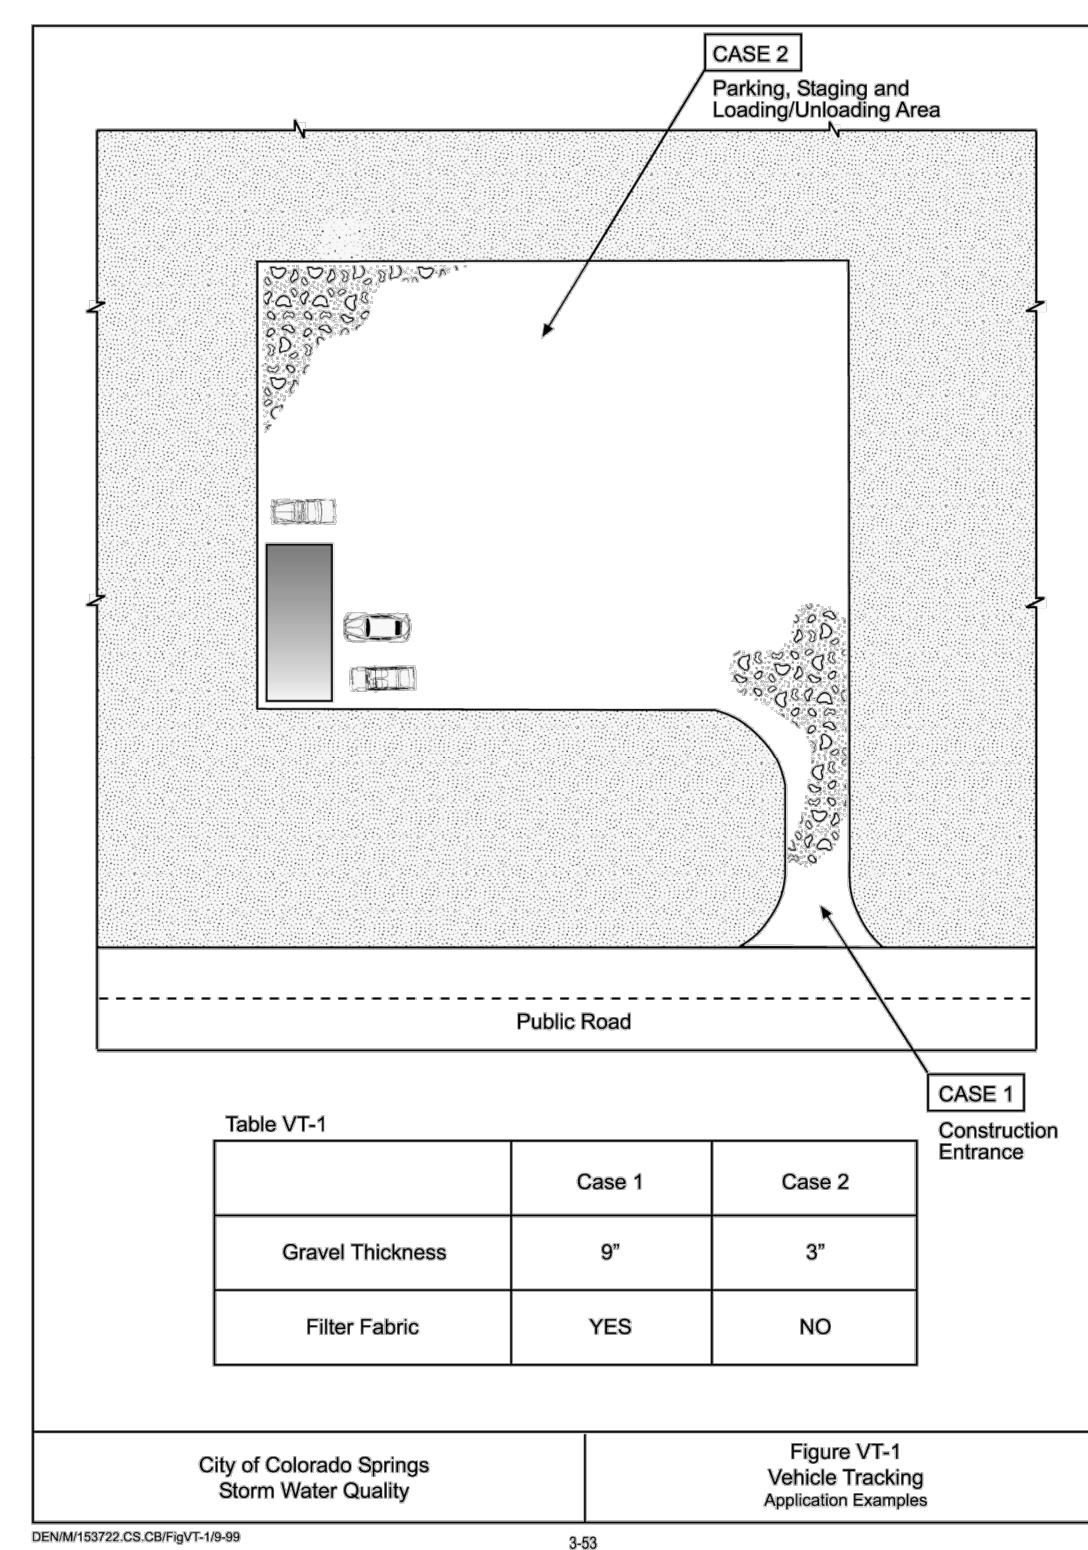 CASE 2
Parking, Staging and
Loading/Unloading Area
Public Road
CASE 1
Construction
Entrance
Table VT-1
Case 1 Case 2
Gravel Thickness 9” 3”
Filter Fabric YES NO
City of Colorado Springs
Storm Water Quality
Figure VT-1
Vehicle Tracking
Application Examples
DEN/M/153722.CS.CB/FigVT-1/9-99
3-53